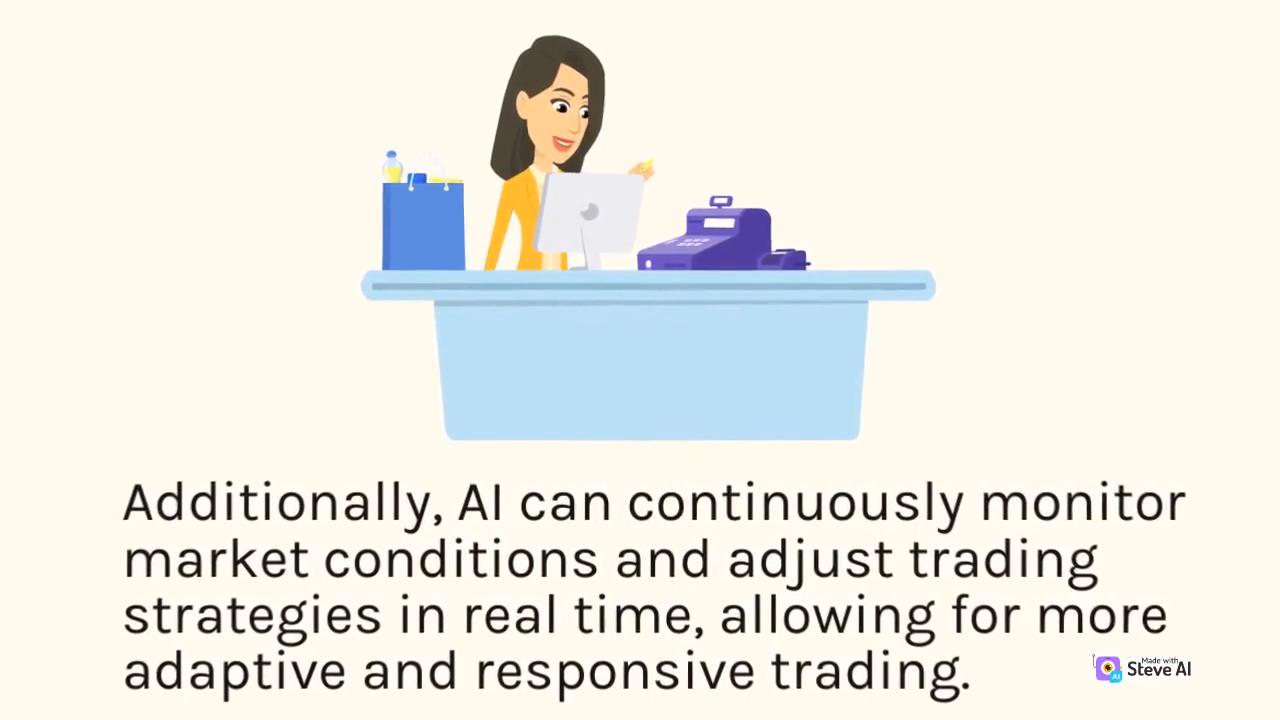 Additionally, AI can continuously monitor
market conditions and adjust trading
strategies in real time, allowing for more
adaptive and responsive trading.
Made with
Steve AI
AI